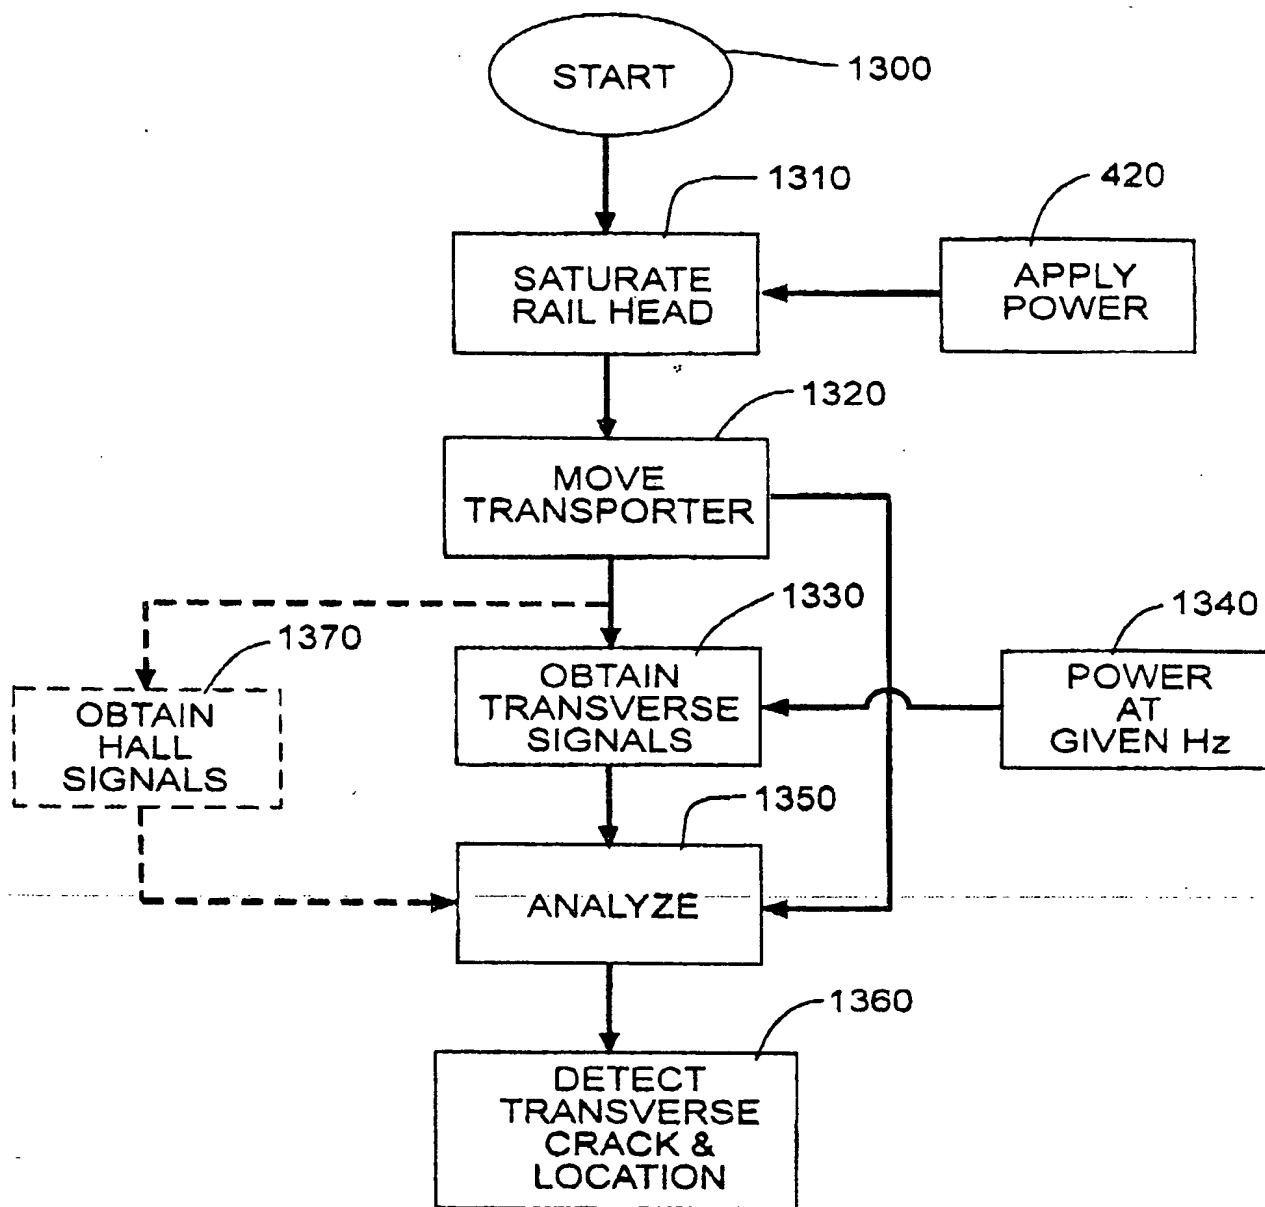 START
1300
1310
420
SATURATE
RAIL HEAD
APPLY
POWER
1320
MOVE
TRANSPORTER
1330
1340
1370
OBTAIN
TRANSVERSE
SIGNALS
POWER
AT
GIVEN Hz
OBTAIN
HALL
SIGNALS
1350
ANALYZE
1360
DETECT
TRANSVERSE
CRACK &
LOCATION